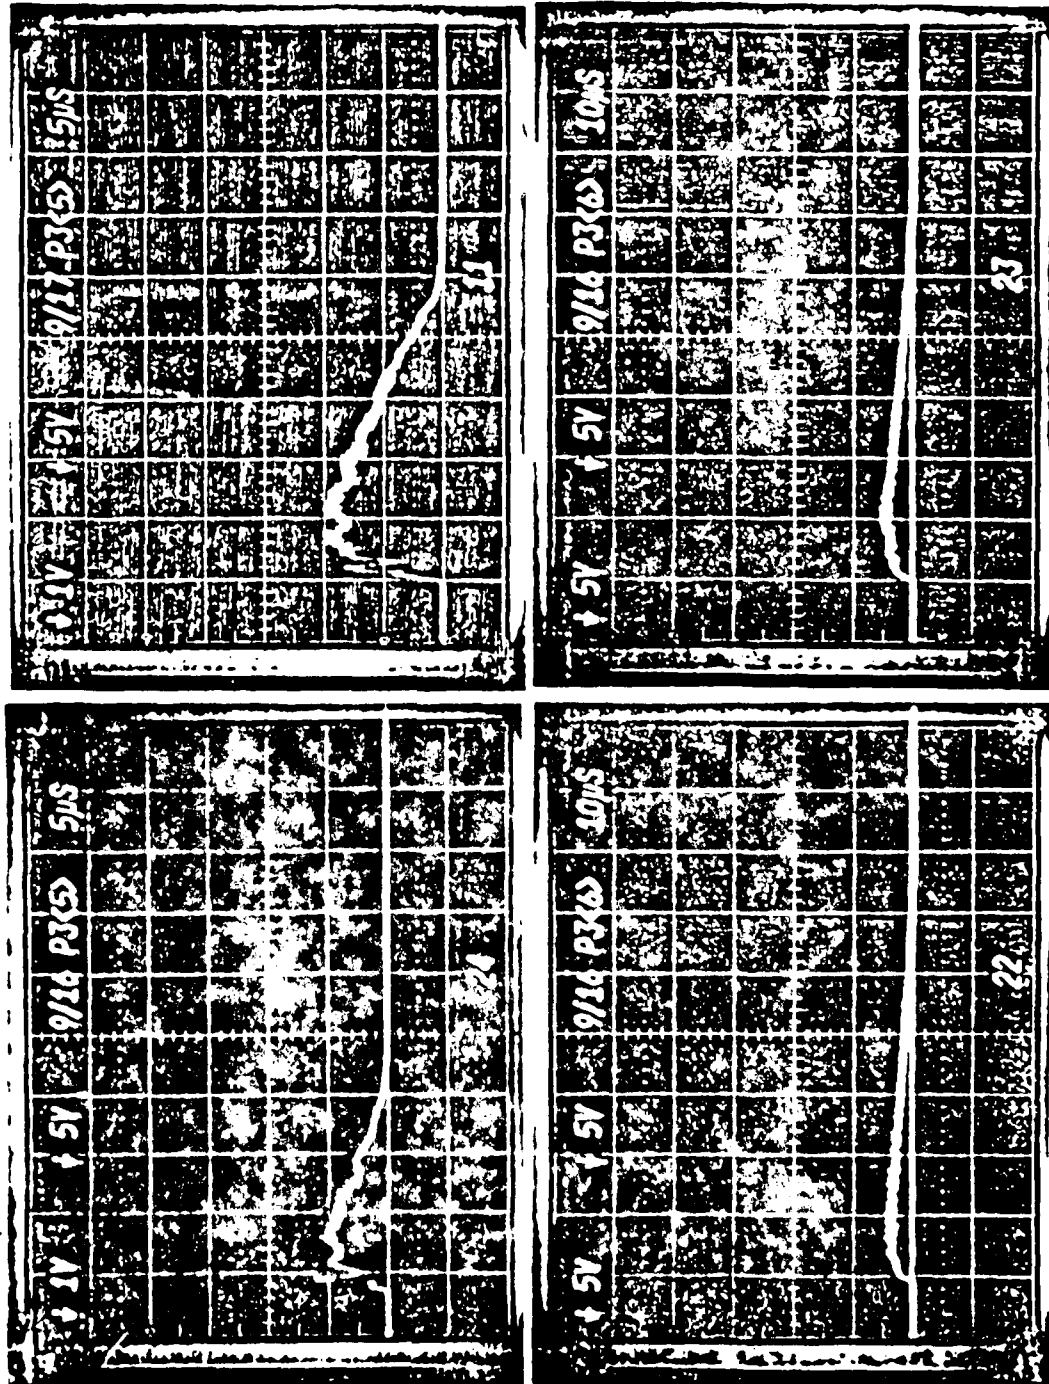 ↓ 1V ↓ 5V 9/17 P3<5> 5µS
11
↓ 5V ↓ 5V 9/16 P3<6> 10µS
23
↓ 1V ↓ 5V 9/16 P3<5> 5µS
24
↓ 5V ↓ 5V 9/16 P3<6> 10µS
22